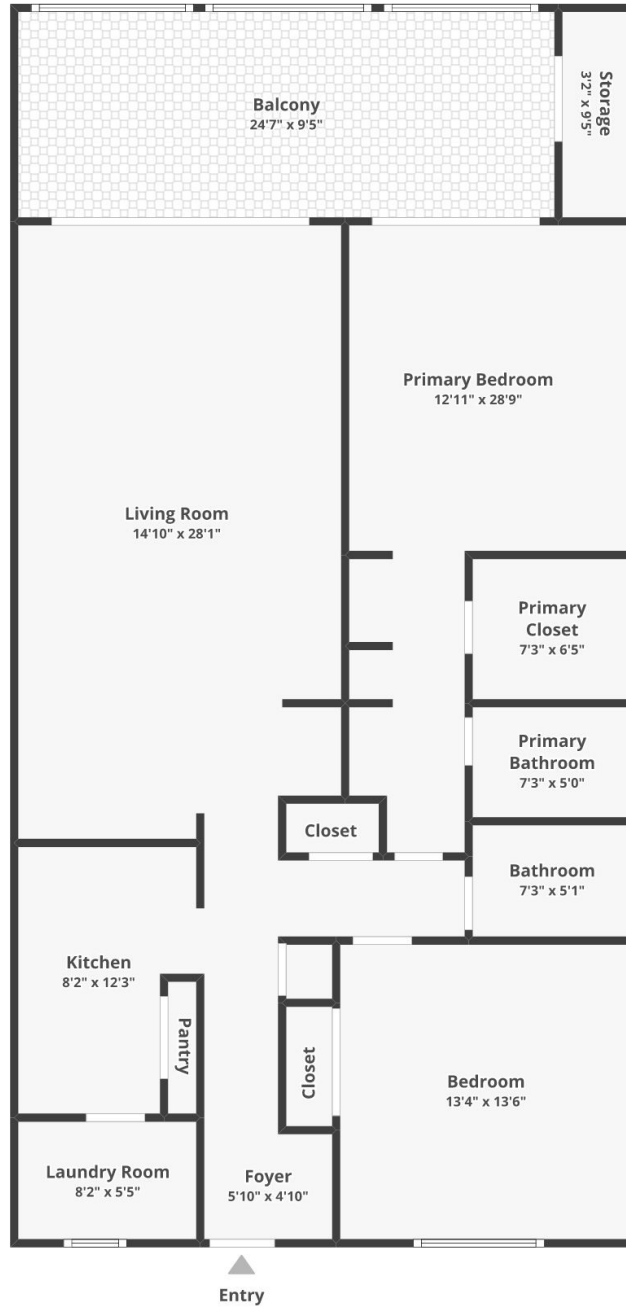 Balcony
24'7" x 9'5"
Storage
3'2" x 9'5"
Primary Bedroom
12'11" x 28'9"
Living Room
14'10" x 28'1"
Primary
Closet
7'3" x 6'5"
Primary
Bathroom
7'3" x 5'0"
Closet
Bathroom
7'3" x 5'1"
Kitchen
8'2" x 12'3"
Pantry
Closet
Bedroom
13'4" x 13'6"
Laundry Room
8'2" x 5'5"
Foyer
5'10" x 4'10"
Entry